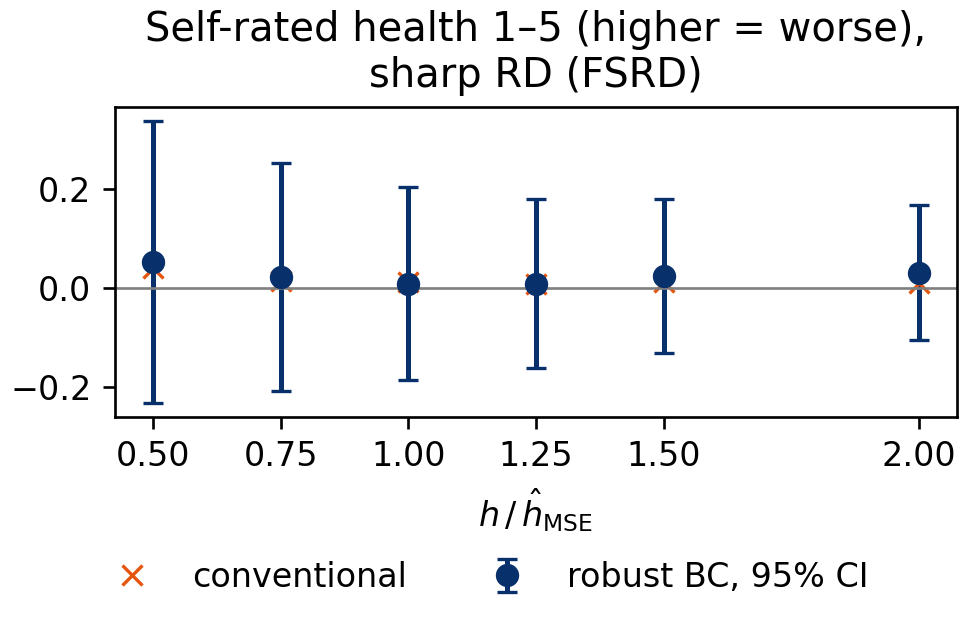 Self-rated health 1–5 (higher = worse),
sharp RD (FSRD)
0.2
0.0
−0.2
0.50 0.75 1.00 1.25 1.50 2.00
h / ĥ_MSE
conventional robust BC, 95% CI